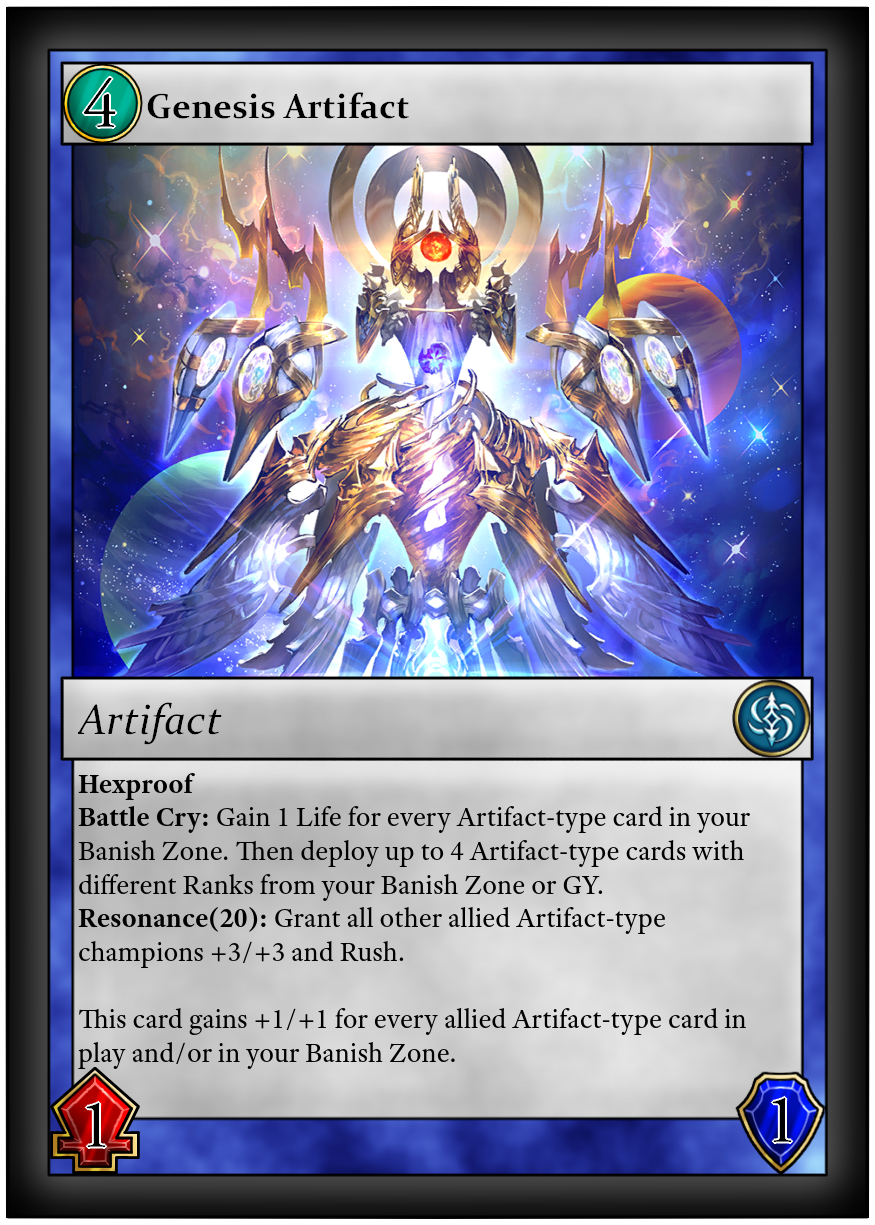 4
Genesis Artifact
Artifact
Hexproof
Battle Cry: Gain 1 Life for every Artifact-type card in your
Banish Zone. Then deploy up to 4 Artifact-type cards with
different Ranks from your Banish Zone or GY.
Resonance(20): Grant all other allied Artifact-type
champions +3/+3 and Rush.
This card gains +1/+1 for every allied Artifact-type card in
play and/or in your Banish Zone.
1
1